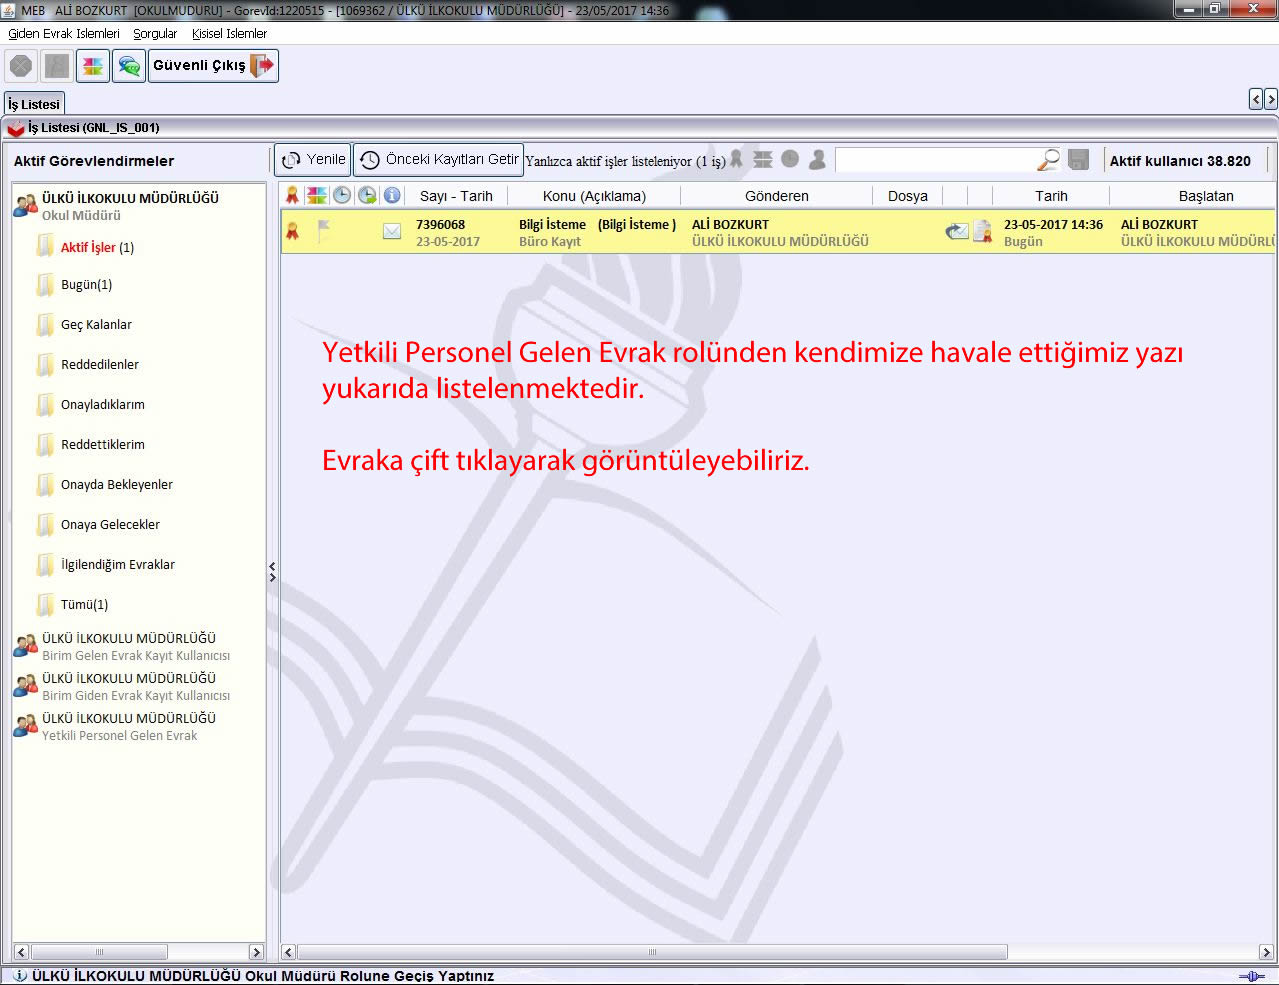 MEB ALİ BOZKURT [OKULMUDURU] - GorevId:1220515 - [1069362 / ÜLKÜ İLKOKULU MÜDÜRLÜĞÜ] - 23/05/2017 14:36
Giden Evrak Islemleri Sorgular Kisisel Islemler
Güvenli Çıkış
İş Listesi
İş Listesi (GNL_IS_001)
Aktif Görevlendirmeler
Yenile Önceki Kayıtları Getir Yanlızca aktif işler listeleniyor (1 iş) Aktif kullanıcı 38.820
Sayı - Tarih Konu (Açıklama) Gönderen Dosya Tarih Başlatan
7396068 Bilgi İsteme (Bilgi İsteme ) ALİ BOZKURT 23-05-2017 14:36 ALİ BOZKURT
23-05-2017 Büro Kayıt ÜLKÜ İLKOKULU MÜDÜRLÜĞÜ Bugün ÜLKÜ İLKOKULU MÜDÜRLÜ
ÜLKÜ İLKOKULU MÜDÜRLÜĞÜ
Okul Müdürü
Aktif İşler (1)
Bugün(1)
Geç Kalanlar
Reddedilenler
Onayladıklarım
Reddettiklerim
Onayda Bekleyenler
Onaya Gelecekler
İlgilendiğim Evraklar
Tümü(1)
ÜLKÜ İLKOKULU MÜDÜRLÜĞÜ
Birim Gelen Evrak Kayıt Kullanıcısı
ÜLKÜ İLKOKULU MÜDÜRLÜĞÜ
Birim Giden Evrak Kayıt Kullanıcısı
ÜLKÜ İLKOKULU MÜDÜRLÜĞÜ
Yetkili Personel Gelen Evrak
Yetkili Personel Gelen Evrak rolünden kendimize havale ettiğimiz yazı
yukarıda listelenmektedir.
Evraka çift tıklayarak görüntüleyebiliriz.
ÜLKÜ İLKOKULU MÜDÜRLÜĞÜ Okul Müdürü Rolune Geçiş Yaptınız